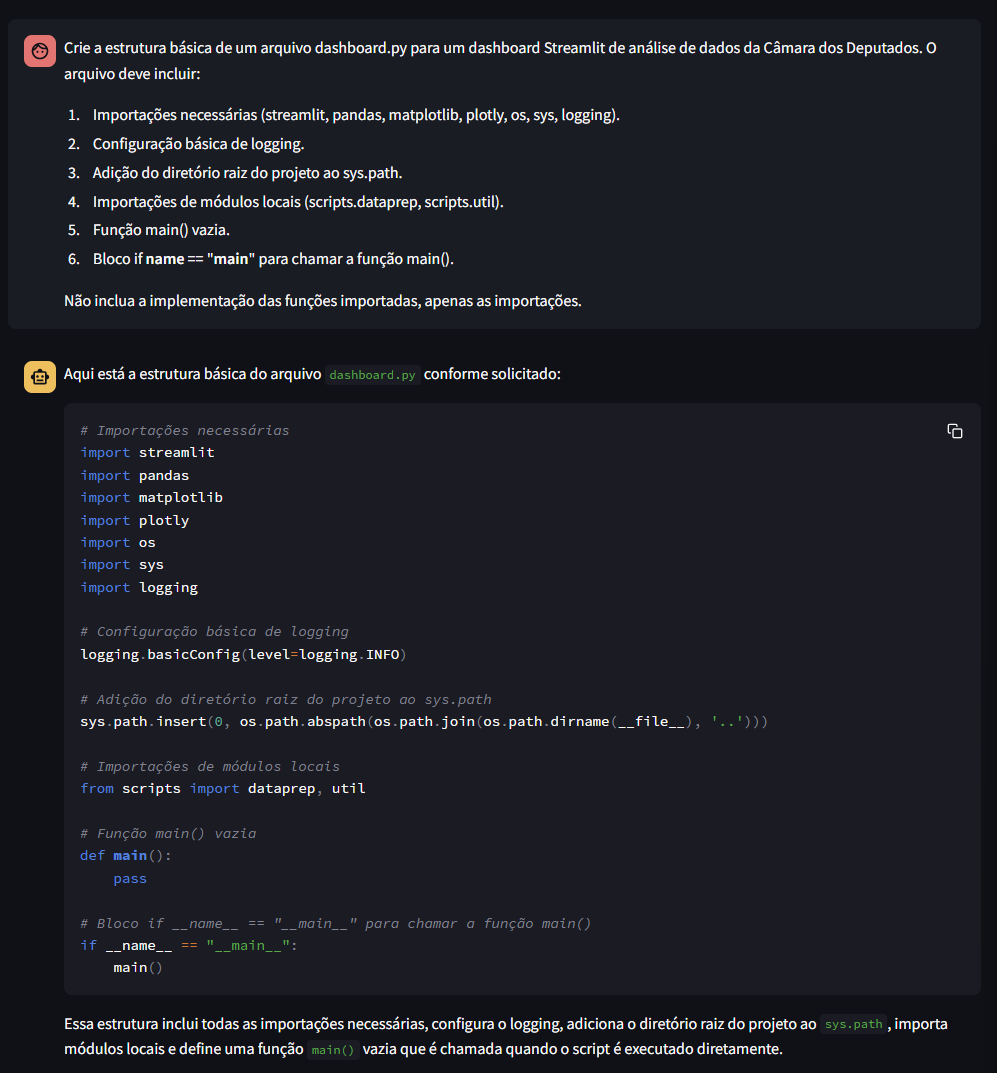 Crie a estrutura básica de um arquivo dashboard.py para um dashboard Streamlit de análise de dados da Câmara dos Deputados. O
arquivo deve incluir:
1. Importações necessárias (streamlit, pandas, matplotlib, plotly, os, sys, logging).
2. Configuração básica de logging.
3. Adição do diretório raiz do projeto ao sys.path.
4. Importações de módulos locais (scripts.dataprep, scripts.util).
5. Função main() vazia.
6. Bloco if name == "main" para chamar a função main().
Não inclua a implementação das funções importadas, apenas as importações.
Aqui está a estrutura básica do arquivo dashboard.py conforme solicitado:
# Importações necessárias
import streamlit
import pandas
import matplotlib
import plotly
import os
import sys
import logging
# Configuração básica de logging
logging.basicConfig(level=logging.INFO)
# Adição do diretório raiz do projeto ao sys.path
sys.path.insert(0, os.path.abspath(os.path.join(os.path.dirname(__file__), '..')))
# Importações de módulos locais
from scripts import dataprep, util
# Função main() vazia
def main():
    pass
# Bloco if __name__ == "__main__" para chamar a função main()
if __name__ == "__main__":
    main()
Essa estrutura inclui todas as importações necessárias, configura o logging, adiciona o diretório raiz do projeto ao sys.path, importa
módulos locais e define uma função main() vazia que é chamada quando o script é executado diretamente.